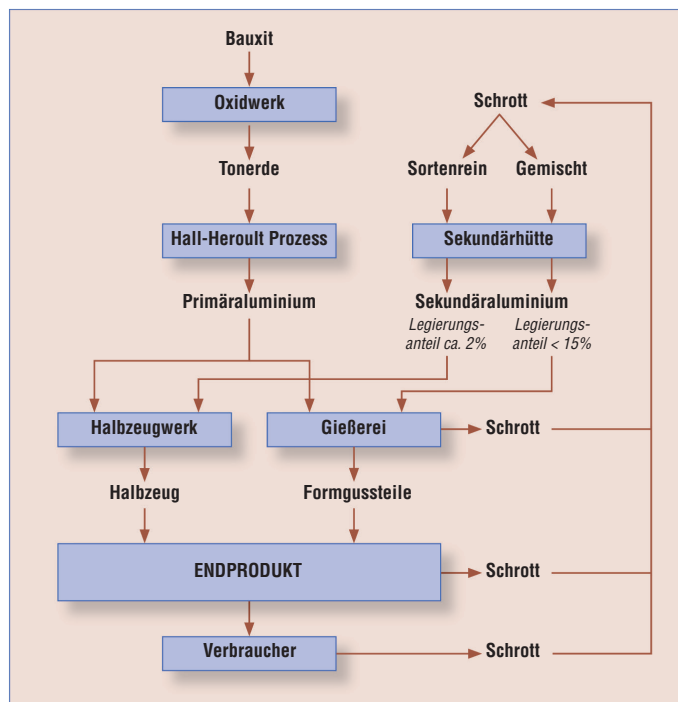 Bauxit
Oxidwerk
Schrott
Tonerde
Sortenrein Gemischt
Hall-Heroult Prozess
Sekundärhütte
Primäraluminium
Sekundäraluminium
Legierungs-
anteil ca. 2%
Legierungs-
anteil < 15%
Halbzeugwerk
Gießerei
Schrott
Halbzeug
Formgussteile
ENDPRODUKT
Schrott
Verbraucher
Schrott